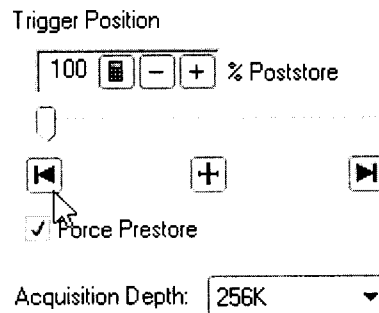 Trigger Position
100 - + % Poststore
Force Prestore
Acquisition Depth: 256K